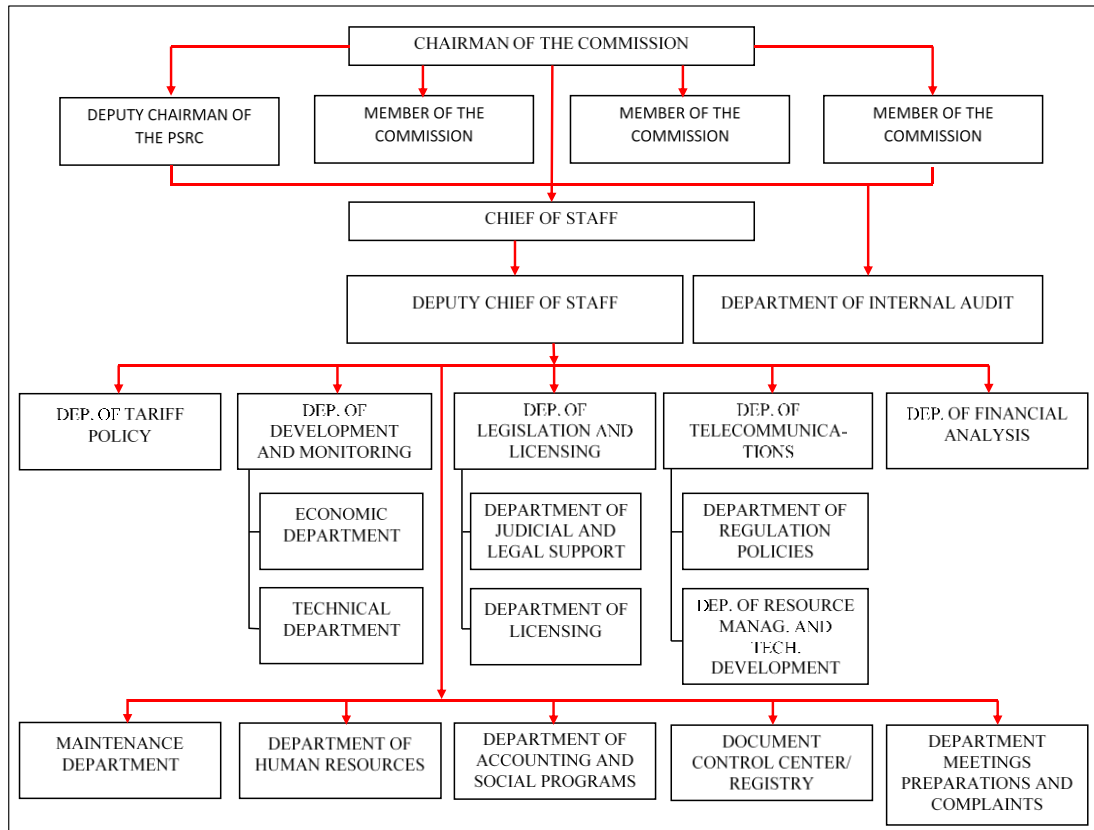 CHAIRMAN OF THE COMMISSION
DEPUTY CHAIRMAN OF
THE PSRC
MEMBER OF THE
COMMISSION
MEMBER OF THE
COMMISSION
MEMBER OF THE
COMMISSION
CHIEF OF STAFF
DEPUTY CHIEF OF STAFF
DEPARTMENT OF INTERNAL AUDIT
DEP. OF TARIFF
POLICY
DEP. OF
DEVELOPMENT
AND MONITORING
DEP. OF
LEGISLATION AND
LICENSING
DEP. OF
TELECOMMUNICA-
TIONS
DEP. OF FINANCIAL
ANALYSIS
ECONOMIC
DEPARTMENT
DEPARTMENT OF
JUDICIAL AND
LEGAL SUPPORT
DEPARTMENT OF
REGULATION
POLICIES
TECHNICAL
DEPARTMENT
DEPARTMENT OF
LICENSING
DEP. OF RESOURCE
MANAG. AND
TECH.
DEVELOPMENT
MAINTENANCE
DEPARTMENT
DEPARTMENT OF
HUMAN RESOURCES
DEPARTMENT OF
ACCOUNTING AND
SOCIAL PROGRAMS
DOCUMENT
CONTROL CENTER/
REGISTRY
DEPARTMENT
MEETINGS
PREPARATIONS AND
COMPLAINTS